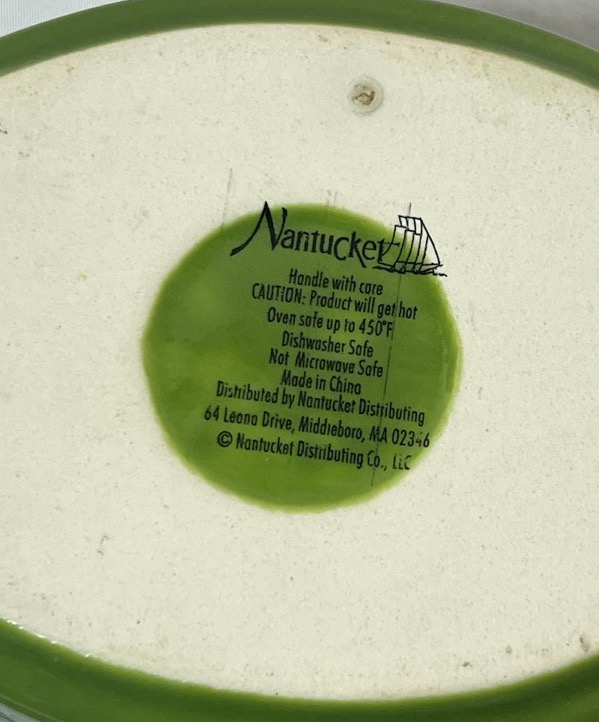 Nantucket
Handle with care
CAUTION: Product will get hot
Oven safe up to 450°F
Dishwasher Safe
Not Microwave Safe
Made in China
Distributed by Nantucket Distributing
64 Leona Drive, Middleboro, MA 02346
© Nantucket Distributing Co., LLC